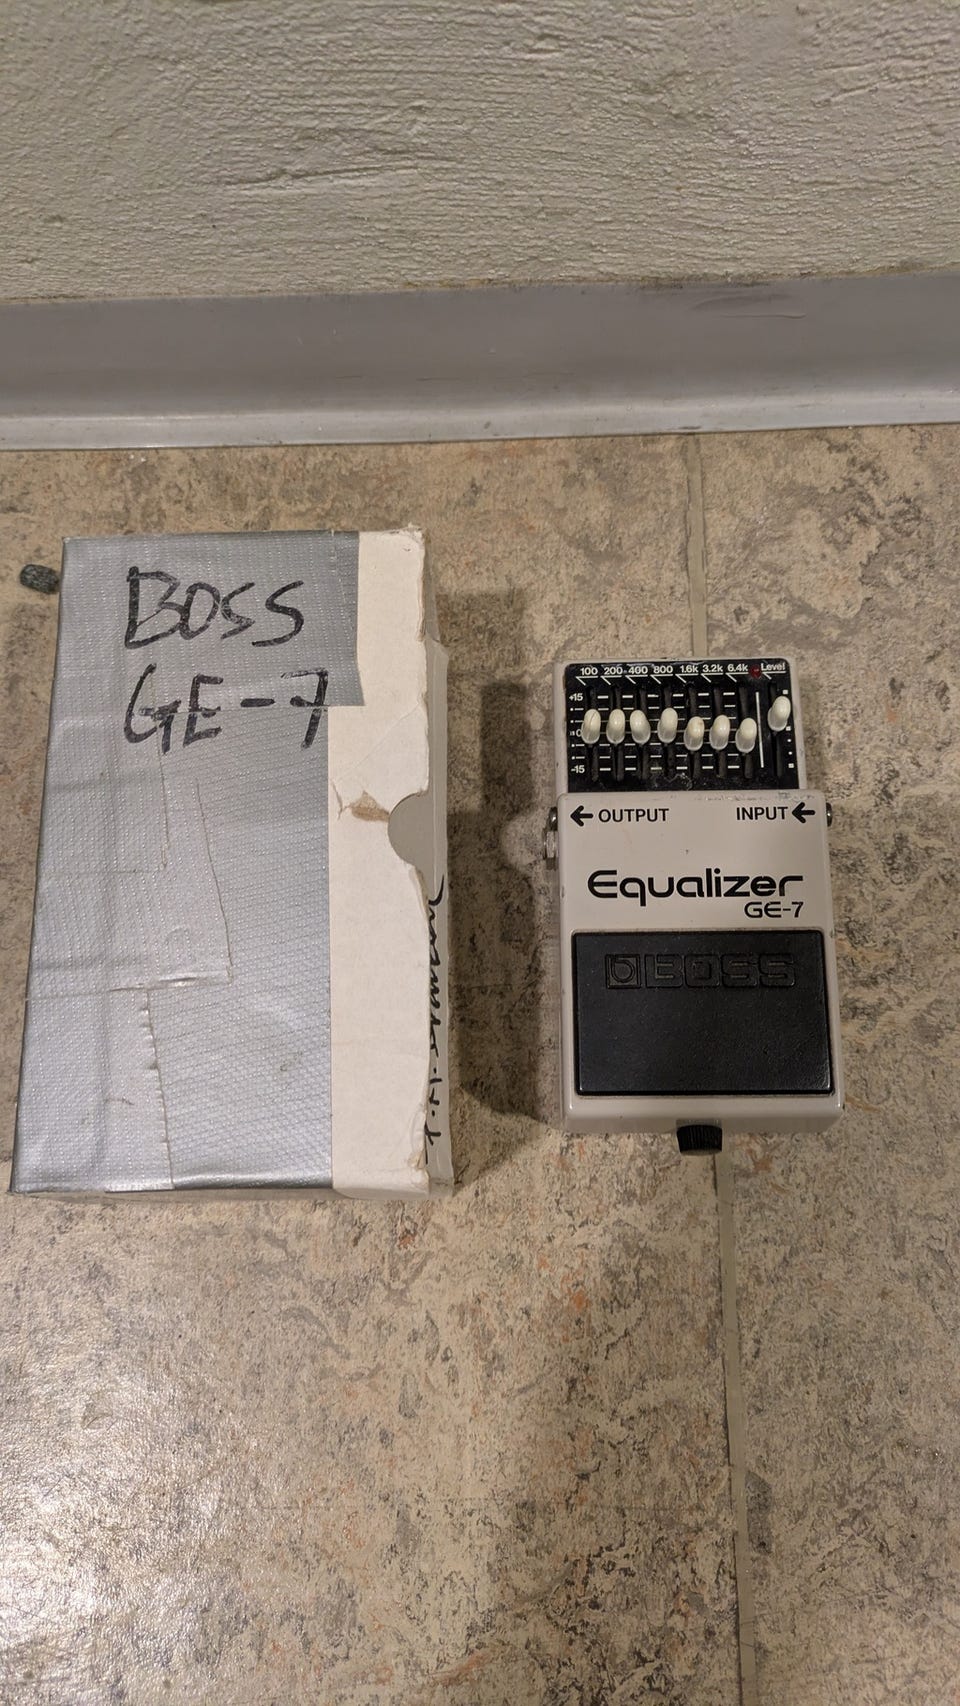 BOSS
GE-7
100 200 400 800 1.6k 3.2k 6.4k Level
+15
0
-15
← OUTPUT
INPUT ←
Equalizer
GE-7
BOSS